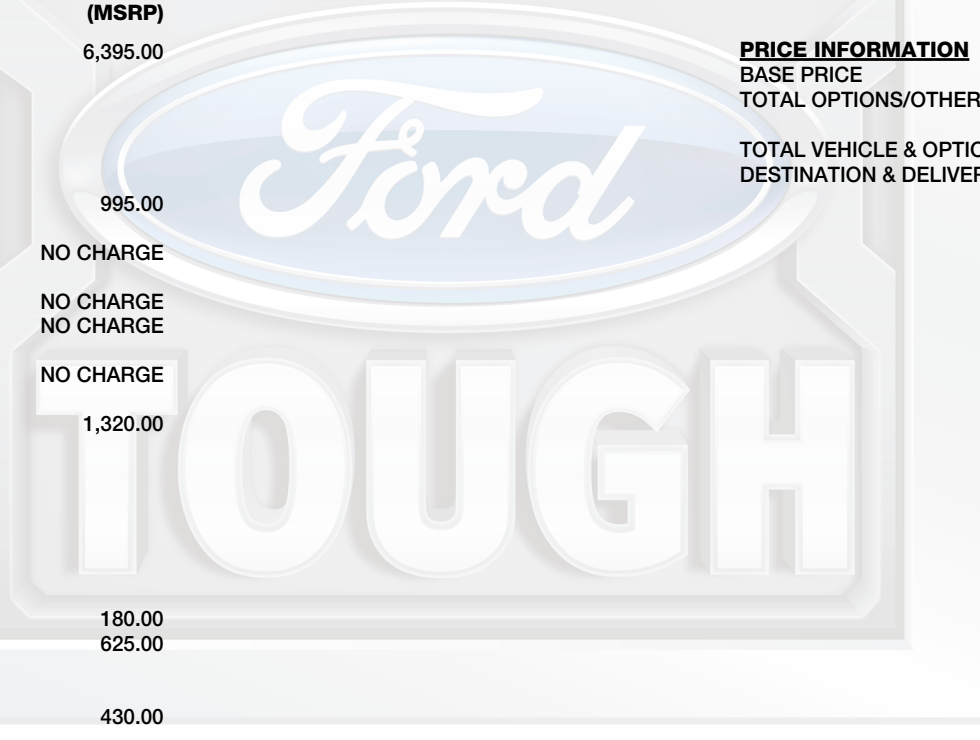 (MSRP)
6,395.00
995.00
NO CHARGE
NO CHARGE
NO CHARGE
NO CHARGE
1,320.00
180.00
625.00
430.00
PRICE INFORMATION
BASE PRICE
TOTAL OPTIONS/OTHER
TOTAL VEHICLE & OPTIO
DESTINATION & DELIVER
Ford
TOUGH